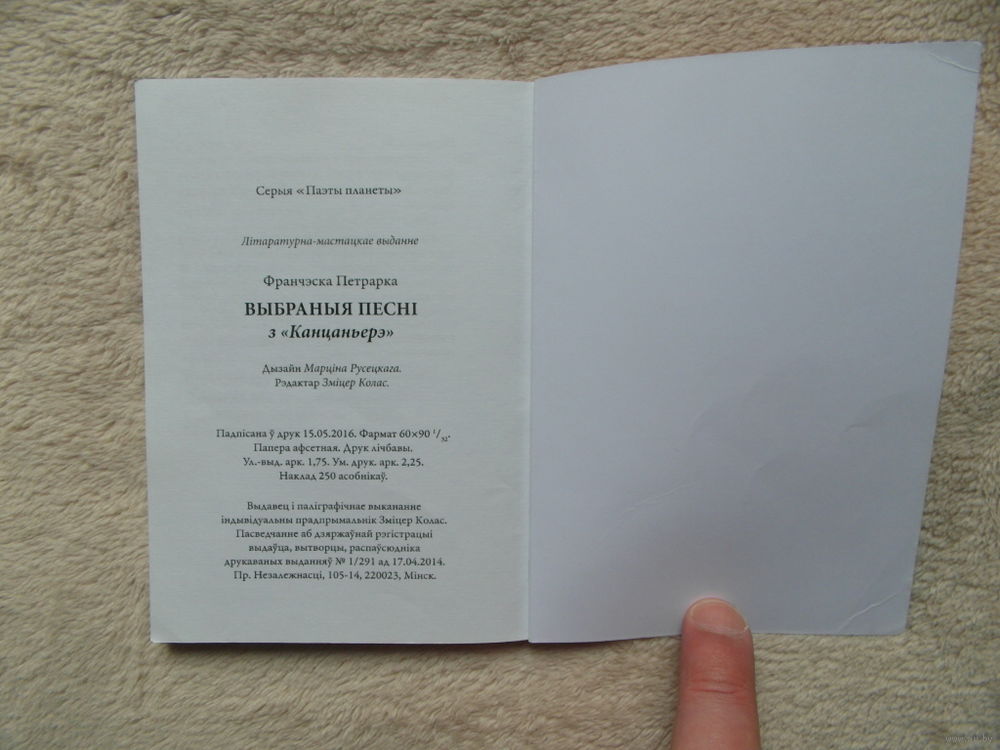 Серыя «Паэты планеты»
Літаратурна-мастацкае выданне
Франчэска Петрарка
ВЫБРАНЫЯ ПЕСНІ
з «Канцаньерэ»
Дызайн Марціна Русецкага.
Рэдактар Зміцер Колас.
Падпісана ў друк 15.05.2016. Фармат 60×90 1/32.
Папера афсетная. Друк лічбавы.
Ул.-выд. арк. 1,75. Ум. друк. арк. 2,25.
Наклад 250 асобнікаў.
Выдавец і паліграфічнае выкананне
індывідуальны прадпрымальнік Зміцер Колас.
Пасведчанне аб дзяржаўнай рэгістрацыі
выдаўца, вытворцы, распаўсюдніка
друкаваных выданняў № 1/291 ад 17.04.2014.
Пр. Незалежнасці, 105-14, 220023, Мінск.